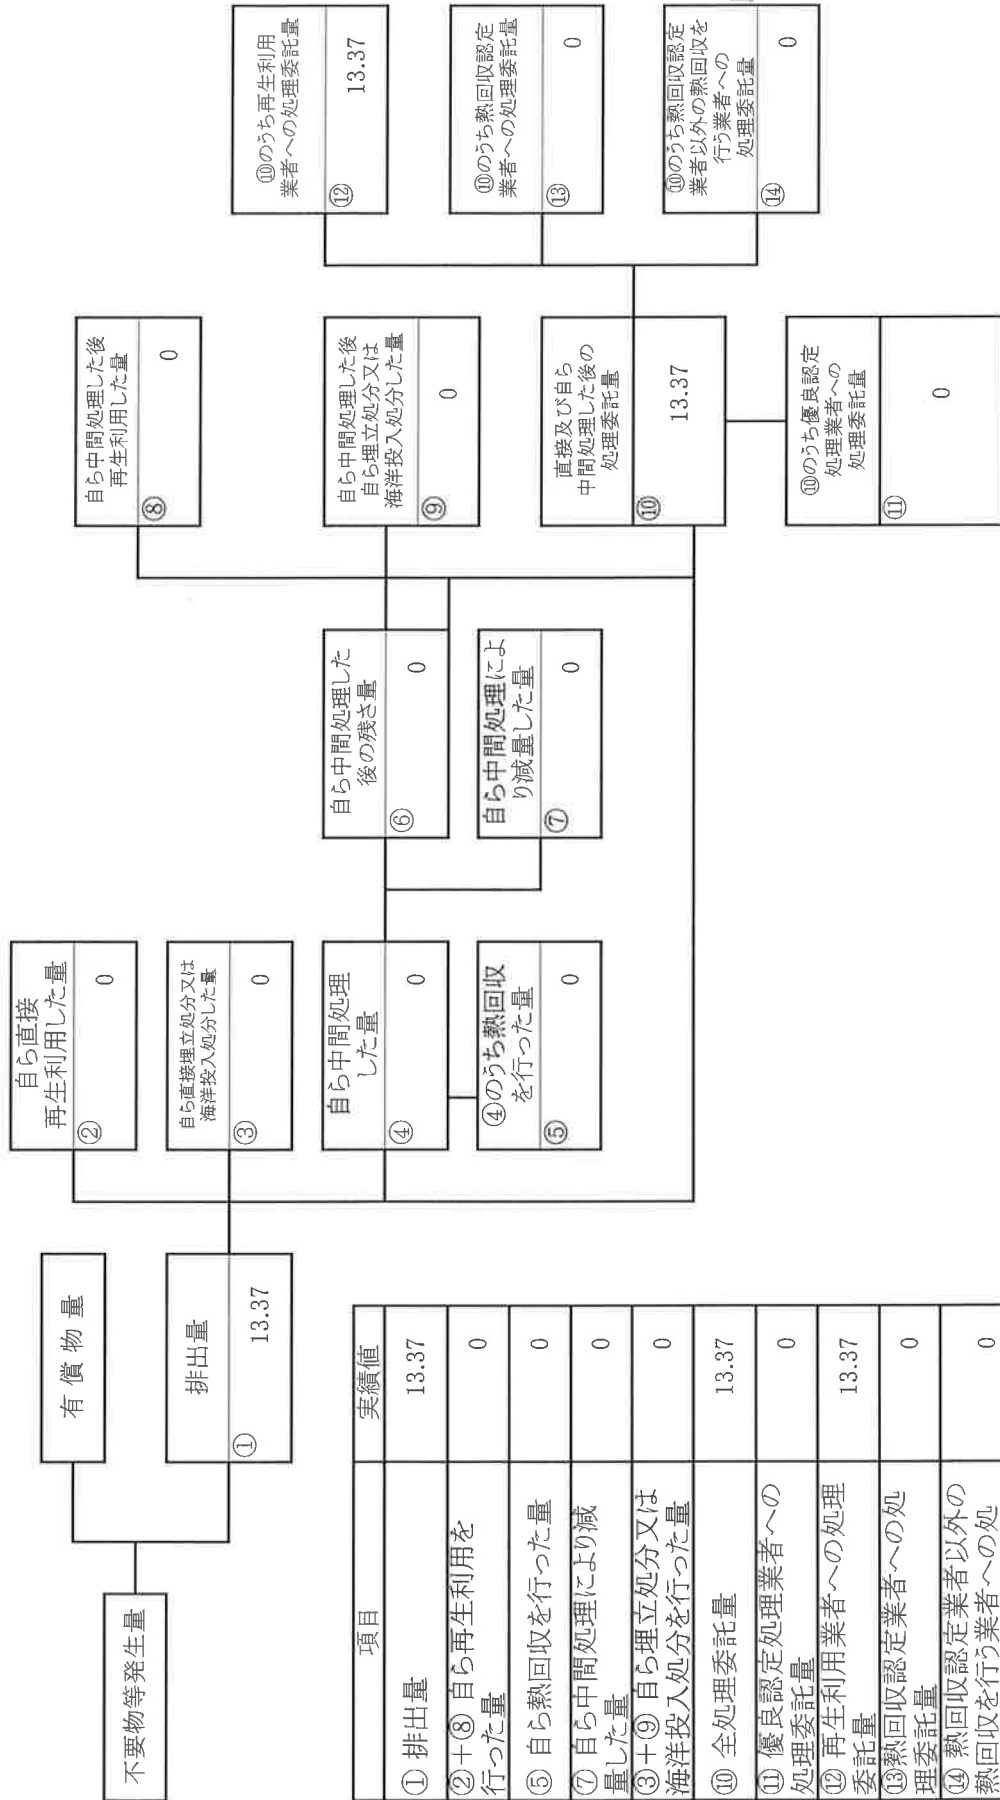 不要物等発生量
有償物量
排出量
①
13.37
自ら直接
再生利用した量
②
0
自ら直接埋立処分又は
海洋投入処分した量
③
0
自ら中間処理
した量
④
0
④のうち熱回収
を行った量
⑤
0
自ら中間処理した
後の残さ量
⑥
0
自ら中間処理によ
り減量した量
⑦
0
自ら中間処理した後
再生利用した量
⑧
0
自ら中間処理した後
自ら埋立処分又は
海洋投入処分した量
⑨
0
直接及び自ら
中間処理した後の
処理委託量
⑩
13.37
⑩のうち優良認定
処理業者への
処理委託量
⑪
0
⑩のうち再生利用
業者への処理委託量
⑫
13.37
⑩のうち熱回収認定
業者への処理委託量
⑬
0
⑩のうち熱回収認定
業者以外の熱回収を
行う業者への
処理委託量
⑭
0
項目 実績値
① 排出量 13.37
②+⑧ 自ら再生利用を
行った量 0
⑤ 自ら熱回収を行った量 0
⑦ 自ら中間処理により減
量した量 0
③+⑨ 自ら埋立処分又は
海洋投入処分を行った量 0
⑩ 全処理委託量 13.37
⑪ 優良認定処理業者への
処理委託量 0
⑫ 再生利用業者への処理
委託量 13.37
⑬熱回収認定業者への処
理委託量 0
⑭ 熱回収認定業者以外の
熱回収を行う業者への処 0